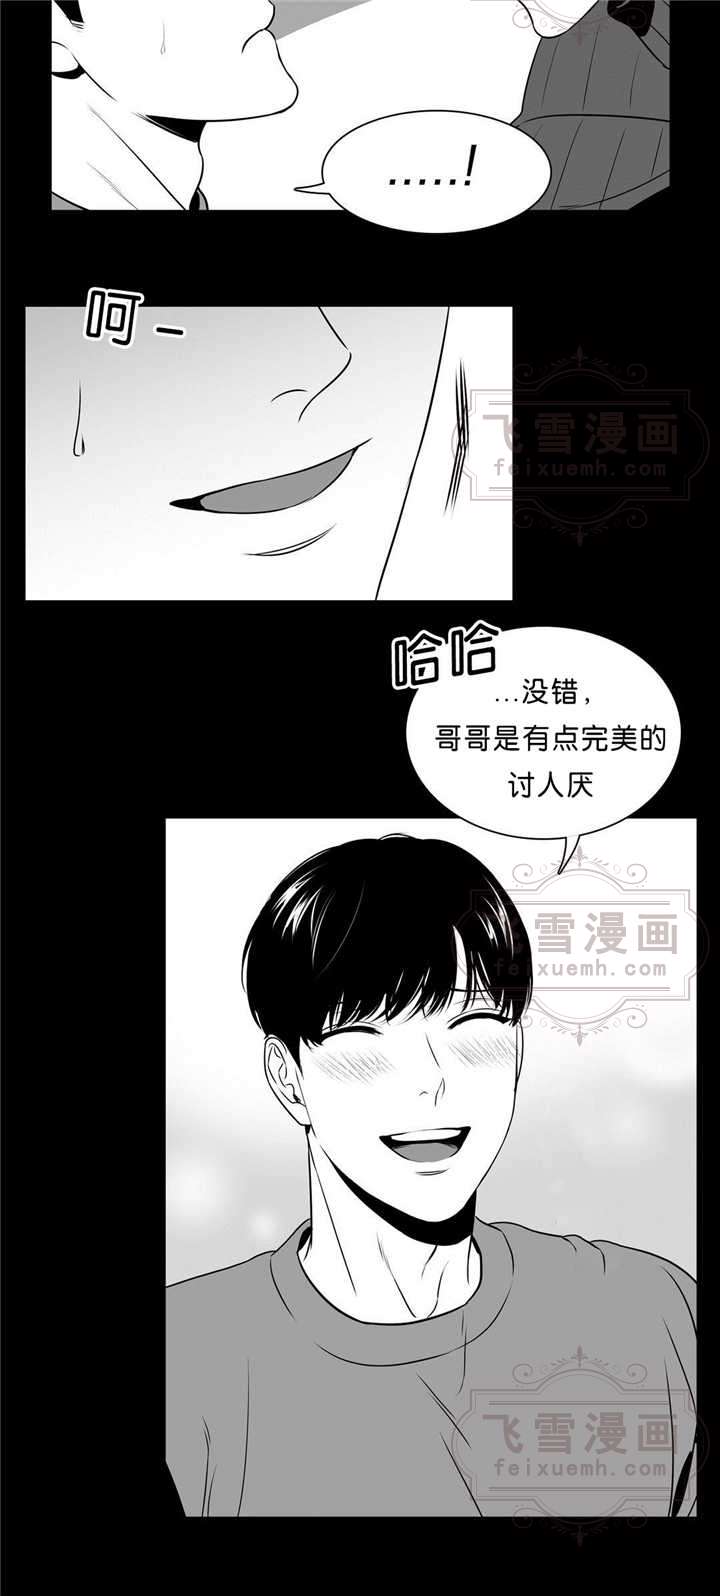 ......!
呵-
飞雪漫画
feixuemh.com
哈哈
...没错，
哥哥是有点完美的
讨人厌
飞雪漫画
feixuemh.com
飞雪漫画
feixuemh.com